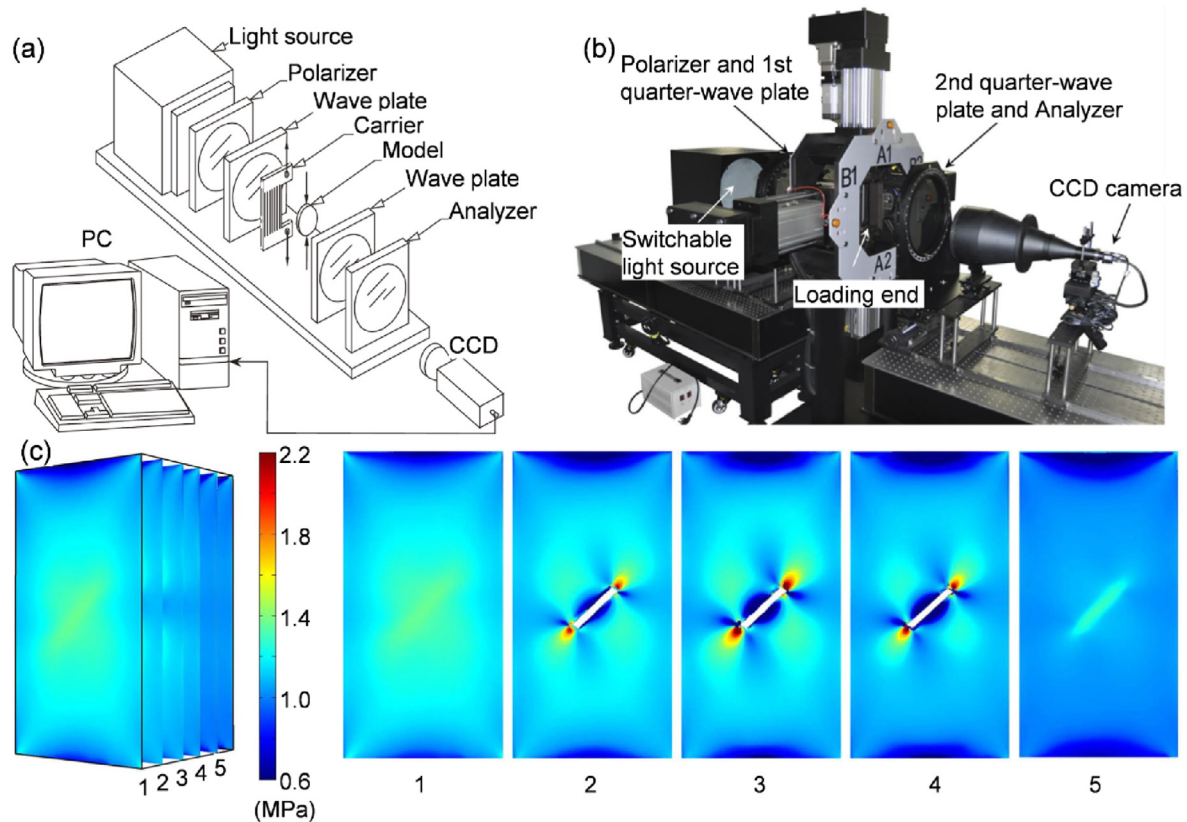 (a)
Light source
Polarizer
Wave plate
Carrier
Model
Wave plate
Analyzer
PC
CCD
(b)
Polarizer and 1st
quarter-wave plate
2nd quarter-wave
plate and Analyzer
A1
B1
CCD camera
Switchable
light source
A2
Loading end
(c)
2.2
1.8
1.4
1.0
0.6
(MPa)
1 2 3 4 5
1
2
3
4
5